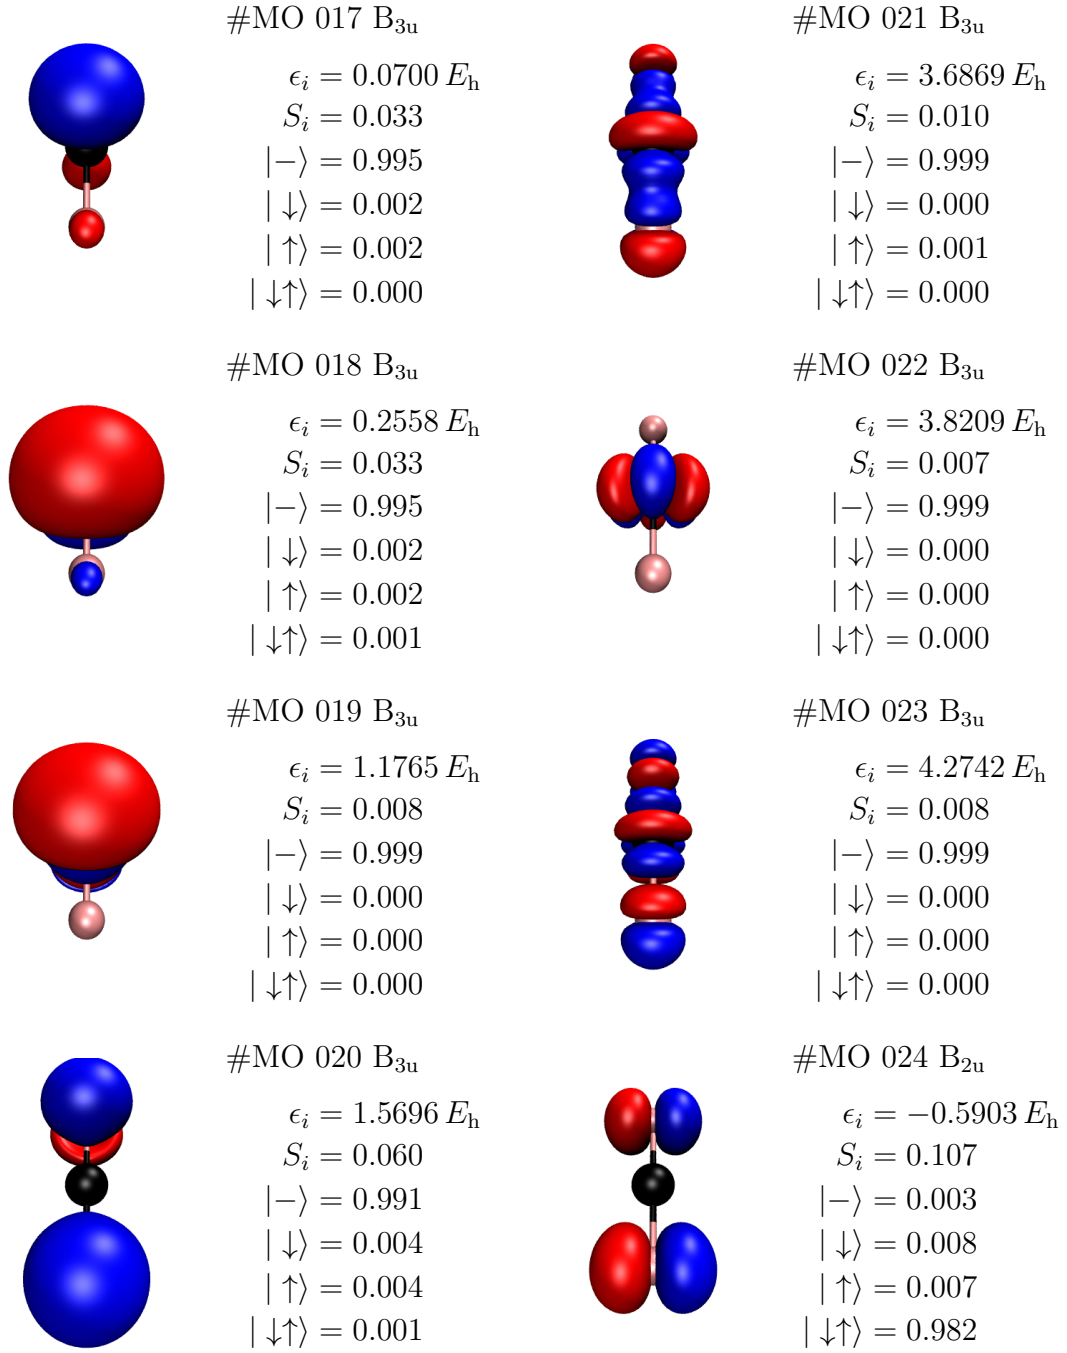 #MO 017 B₃ᵤ
ϵᵢ = 0.0700 Eₕ
Sᵢ = 0.033
|−⟩ = 0.995
| ↓⟩ = 0.002
| ↑⟩ = 0.002
| ↓↑⟩ = 0.000
#MO 018 B₃ᵤ
ϵᵢ = 0.2558 Eₕ
Sᵢ = 0.033
|−⟩ = 0.995
| ↓⟩ = 0.002
| ↑⟩ = 0.002
| ↓↑⟩ = 0.001
#MO 019 B₃ᵤ
ϵᵢ = 1.1765 Eₕ
Sᵢ = 0.008
|−⟩ = 0.999
| ↓⟩ = 0.000
| ↑⟩ = 0.000
| ↓↑⟩ = 0.000
#MO 020 B₃ᵤ
ϵᵢ = 1.5696 Eₕ
Sᵢ = 0.060
|−⟩ = 0.991
| ↓⟩ = 0.004
| ↑⟩ = 0.004
| ↓↑⟩ = 0.001
#MO 021 B₃ᵤ
ϵᵢ = 3.6869 Eₕ
Sᵢ = 0.010
|−⟩ = 0.999
| ↓⟩ = 0.000
| ↑⟩ = 0.001
| ↓↑⟩ = 0.000
#MO 022 B₃ᵤ
ϵᵢ = 3.8209 Eₕ
Sᵢ = 0.007
|−⟩ = 0.999
| ↓⟩ = 0.000
| ↑⟩ = 0.000
| ↓↑⟩ = 0.000
#MO 023 B₃ᵤ
ϵᵢ = 4.2742 Eₕ
Sᵢ = 0.008
|−⟩ = 0.999
| ↓⟩ = 0.000
| ↑⟩ = 0.000
| ↓↑⟩ = 0.000
#MO 024 B₂ᵤ
ϵᵢ = −0.5903 Eₕ
Sᵢ = 0.107
|−⟩ = 0.003
| ↓⟩ = 0.008
| ↑⟩ = 0.007
| ↓↑⟩ = 0.982